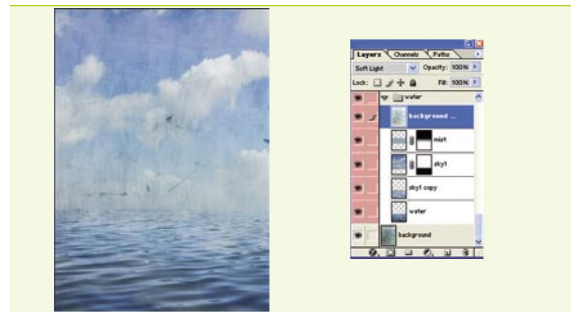 Layers Channels Paths
Soft Light Opacity: 100%
Lock: Fill: 100%
water
background ...
mist
sky1
sky1 copy
water
background